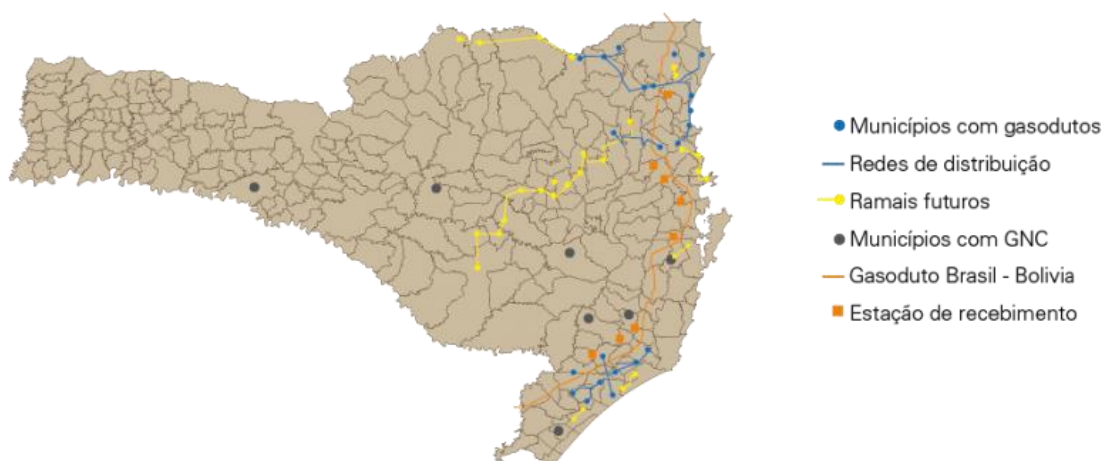 Municípios com gasodutos
Redes de distribuição
Ramais futuros
Municípios com GNC
Gasoduto Brasil - Bolivia
Estação de recebimento